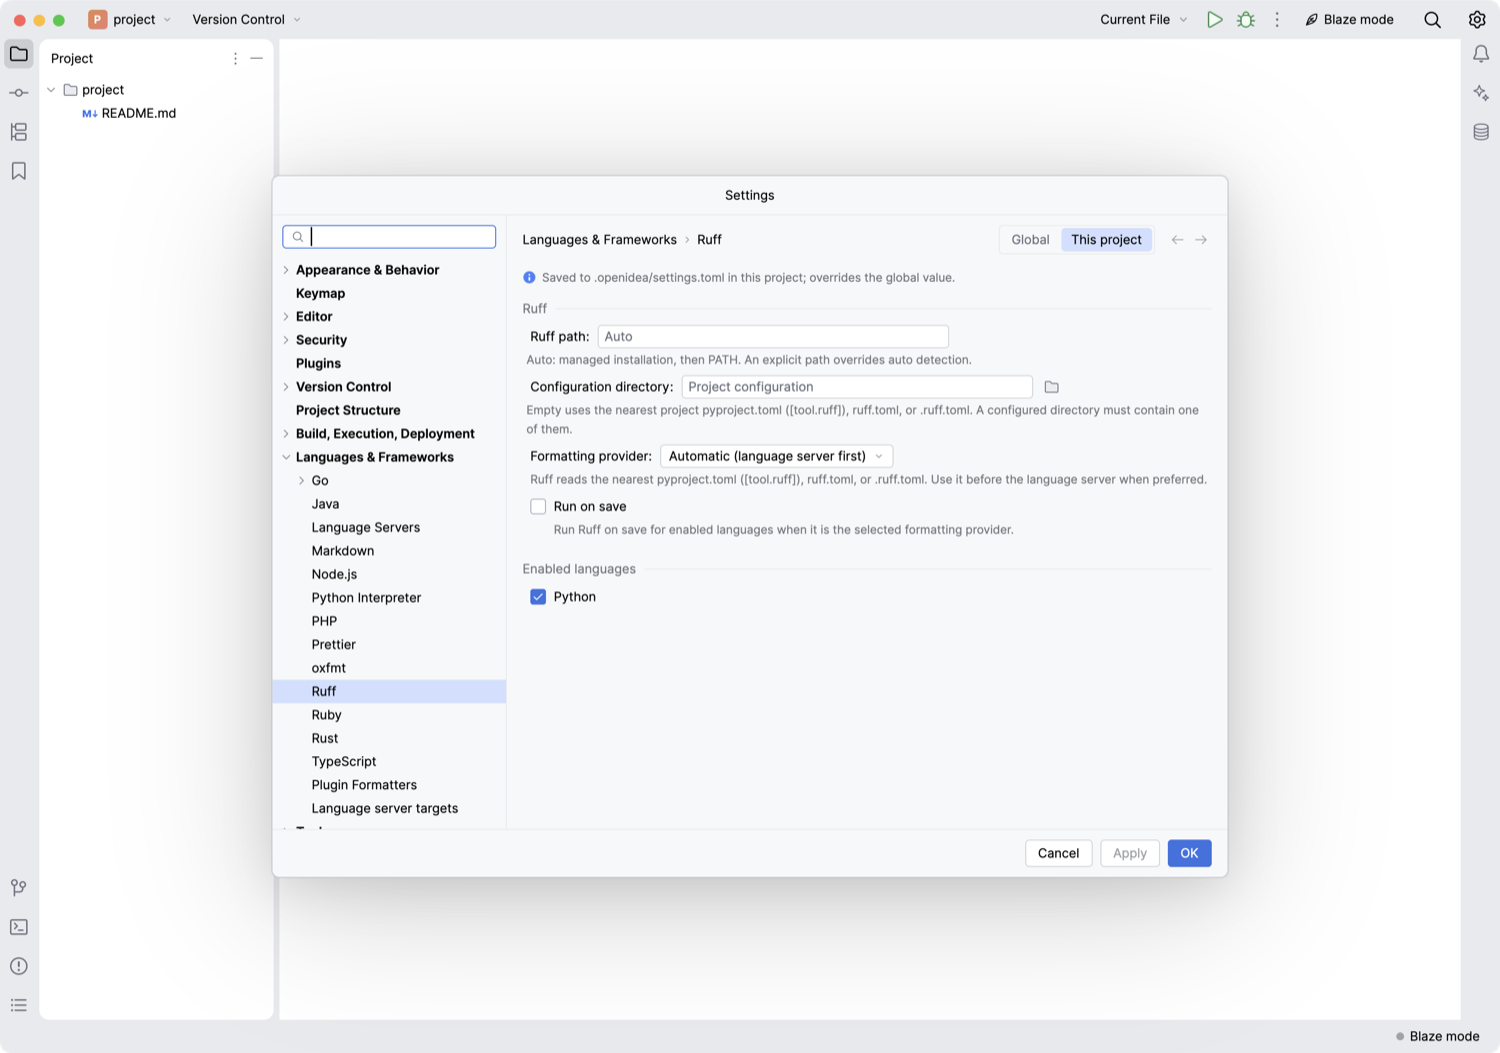 P project
Version Control
Current File
Blaze mode
Project
project
M↓ README.md
Settings
Languages & Frameworks › Ruff
Global
This project
Saved to .openidea/settings.toml in this project; overrides the global value.
Appearance & Behavior
Keymap
Editor
Security
Plugins
Version Control
Project Structure
Build, Execution, Deployment
Languages & Frameworks
Go
Java
Language Servers
Markdown
Node.js
Python Interpreter
PHP
Prettier
oxfmt
Ruff
Ruby
Rust
TypeScript
Plugin Formatters
Language server targets
Ruff
Ruff path: Auto
Auto: managed installation, then PATH. An explicit path overrides auto detection.
Configuration directory: Project configuration
Empty uses the nearest project pyproject.toml ([tool.ruff]), ruff.toml, or .ruff.toml. A configured directory must contain one
of them.
Formatting provider: Automatic (language server first)
Ruff reads the nearest pyproject.toml ([tool.ruff]), ruff.toml, or .ruff.toml. Use it before the language server when preferred.
Run on save
Run Ruff on save for enabled languages when it is the selected formatting provider.
Enabled languages
Python
Cancel
Apply
OK
Blaze mode